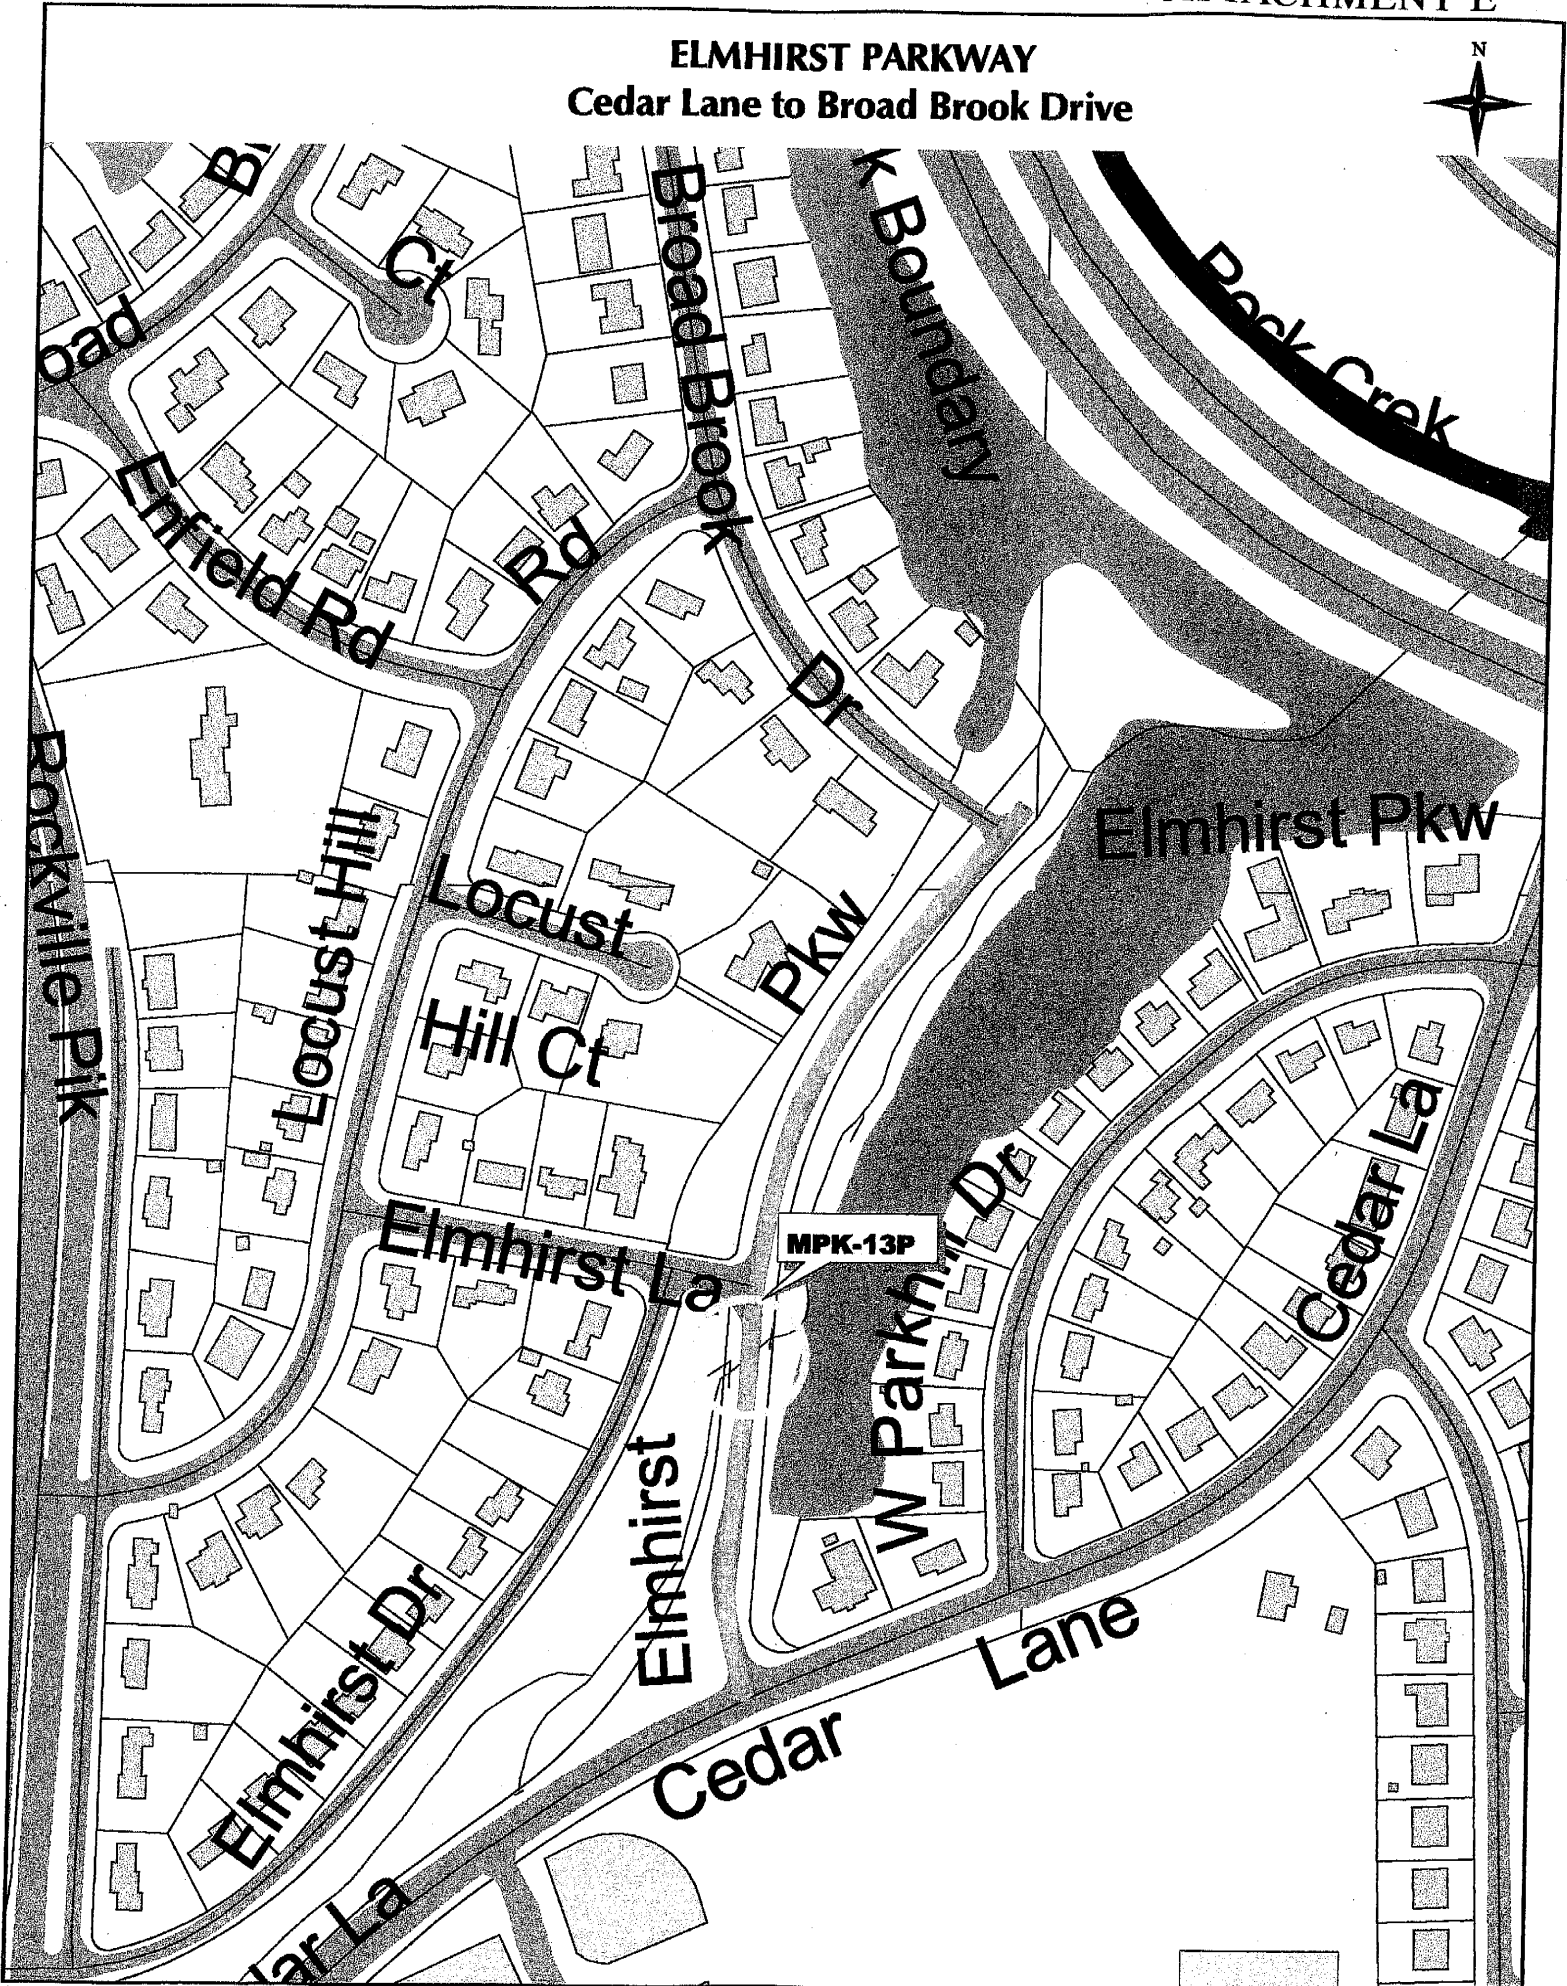 ELMHIRST PARKWAY
Cedar Lane to Broad Brook Drive
N
Ct
Broad Brook
k Boundary
Rock Crek
oad
Enfield Rd
Rd
Dr
Rockville Pik
Locust Hill
Locust
Hill Ct
Pkw
Elmhirst Pkw
Elmhirst La
MPK-13P
W Parkhill Dr
Cedar La
Elmhirst
Elmhirst Dr
Lane
Cedar
dar La